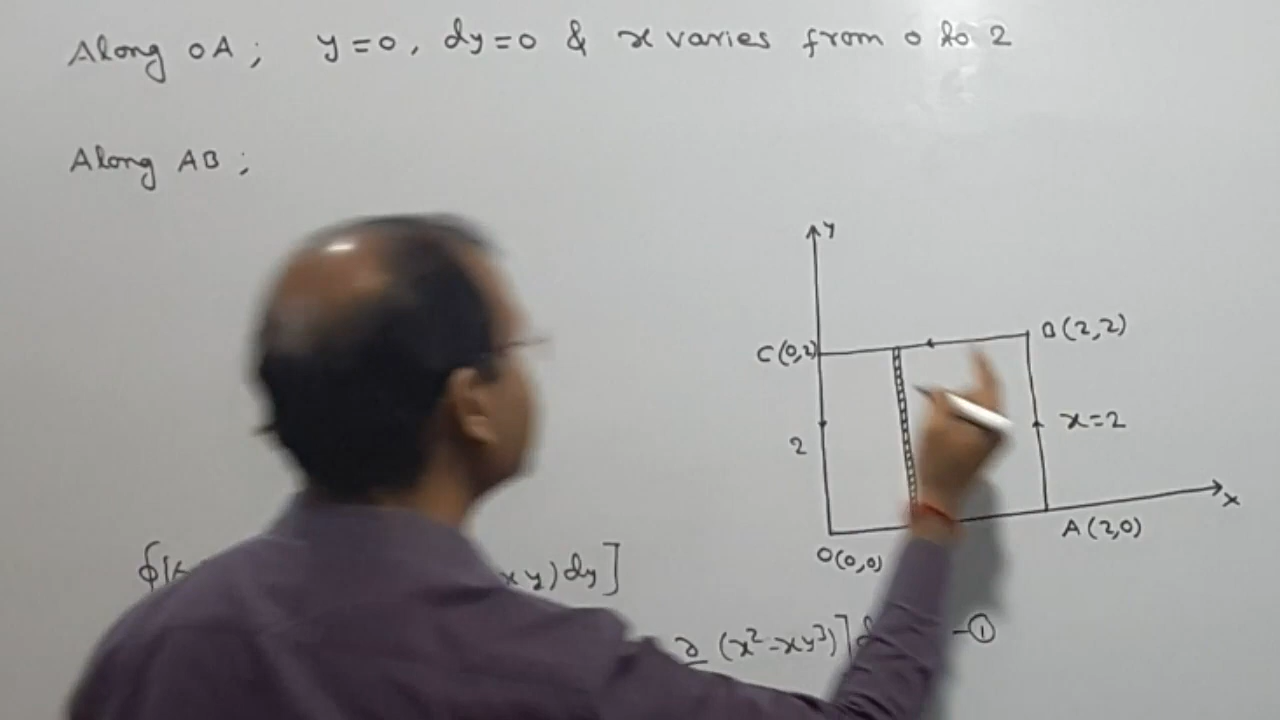 Along OA; y=0, dy=0 & x varies from 0 to 2
Along AB;
y
C(0,2)
B(2,2)
2
x=2
x
A(2,0)
O(0,0)
∮[(x
xy)dy]
∂ (x²-xy³)] d -①